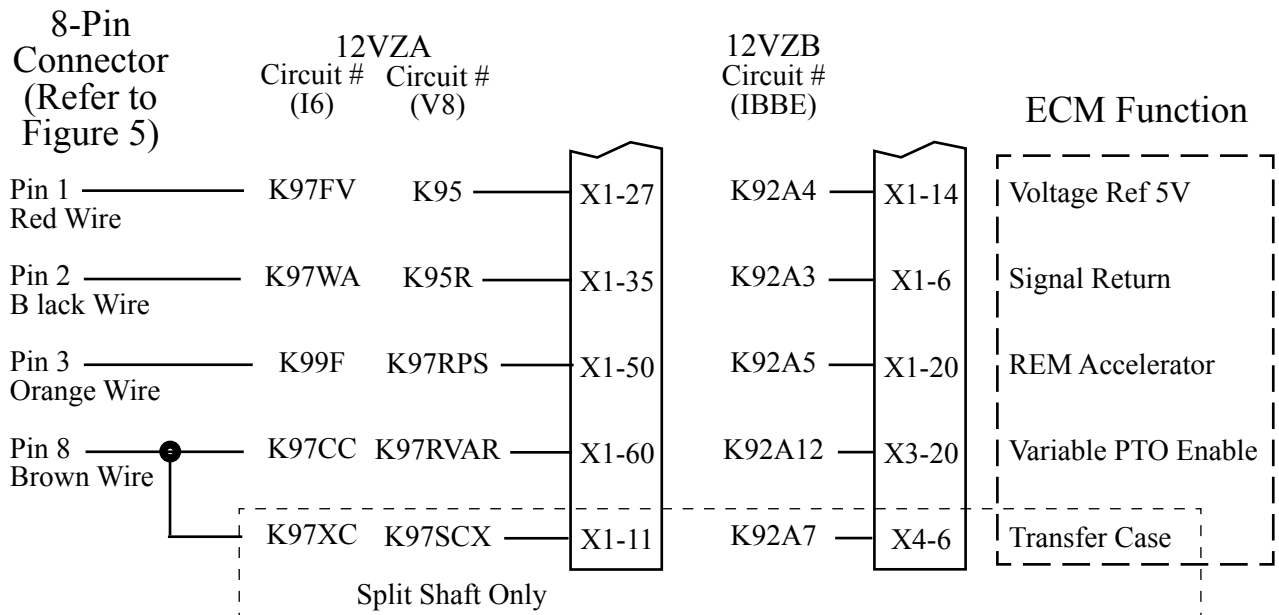 8-Pin
Connector
(Refer to
Figure 5)
12VZA
Circuit # Circuit #
(I6) (V8)
12VZB
Circuit #
(IBBE)
ECM Function
Pin 1 K97FV K95 X1-27 K92A4 X1-14 Voltage Ref 5V
Red Wire
Pin 2 K97WA K95R X1-35 K92A3 X1-6 Signal Return
B lack Wire
Pin 3 K99F K97RPS X1-50 K92A5 X1-20 REM Accelerator
Orange Wire
Pin 8 K97CC K97RVAR X1-60 K92A12 X3-20 Variable PTO Enable
Brown Wire
K97XC K97SCX X1-11 K92A7 X4-6 Transfer Case
Split Shaft Only